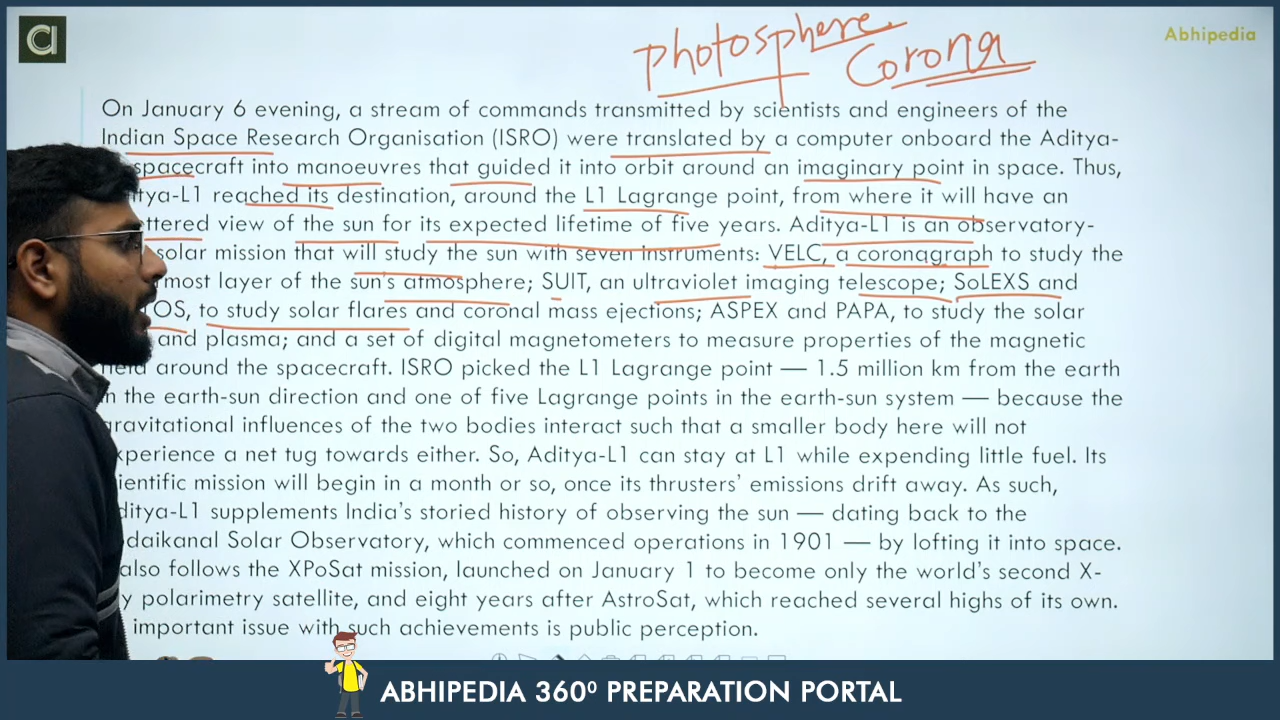 photosphere
Corona
Abhipedia
On January 6 evening, a stream of commands transmitted by scientists and engineers of the
Indian Space Research Organisation (ISRO) were translated by a computer onboard the Aditya-
spacecraft into manoeuvres that guided it into orbit around an imaginary point in space. Thus,
itya-L1 reached its destination, around the L1 Lagrange point, from where it will have an
ttered view of the sun for its expected lifetime of five years. Aditya-L1 is an observatory-
solar mission that will study the sun with seven instruments: VELC, a coronagraph to study the
most layer of the sun's atmosphere; SUIT, an ultraviolet imaging telescope; SoLEXS and
OS, to study solar flares and coronal mass ejections; ASPEX and PAPA, to study the solar
and plasma; and a set of digital magnetometers to measure properties of the magnetic
field around the spacecraft. ISRO picked the L1 Lagrange point — 1.5 million km from the earth
in the earth-sun direction and one of five Lagrange points in the earth-sun system — because the
gravitational influences of the two bodies interact such that a smaller body here will not
experience a net tug towards either. So, Aditya-L1 can stay at L1 while expending little fuel. Its
ientific mission will begin in a month or so, once its thrusters' emissions drift away. As such,
ditya-L1 supplements India's storied history of observing the sun — dating back to the
odaikanal Solar Observatory, which commenced operations in 1901 — by lofting it into space.
also follows the XPoSat mission, launched on January 1 to become only the world's second X-
y polarimetry satellite, and eight years after AstroSat, which reached several highs of its own.
important issue with such achievements is public perception.
ABHIPEDIA 360⁰ PREPARATION PORTAL